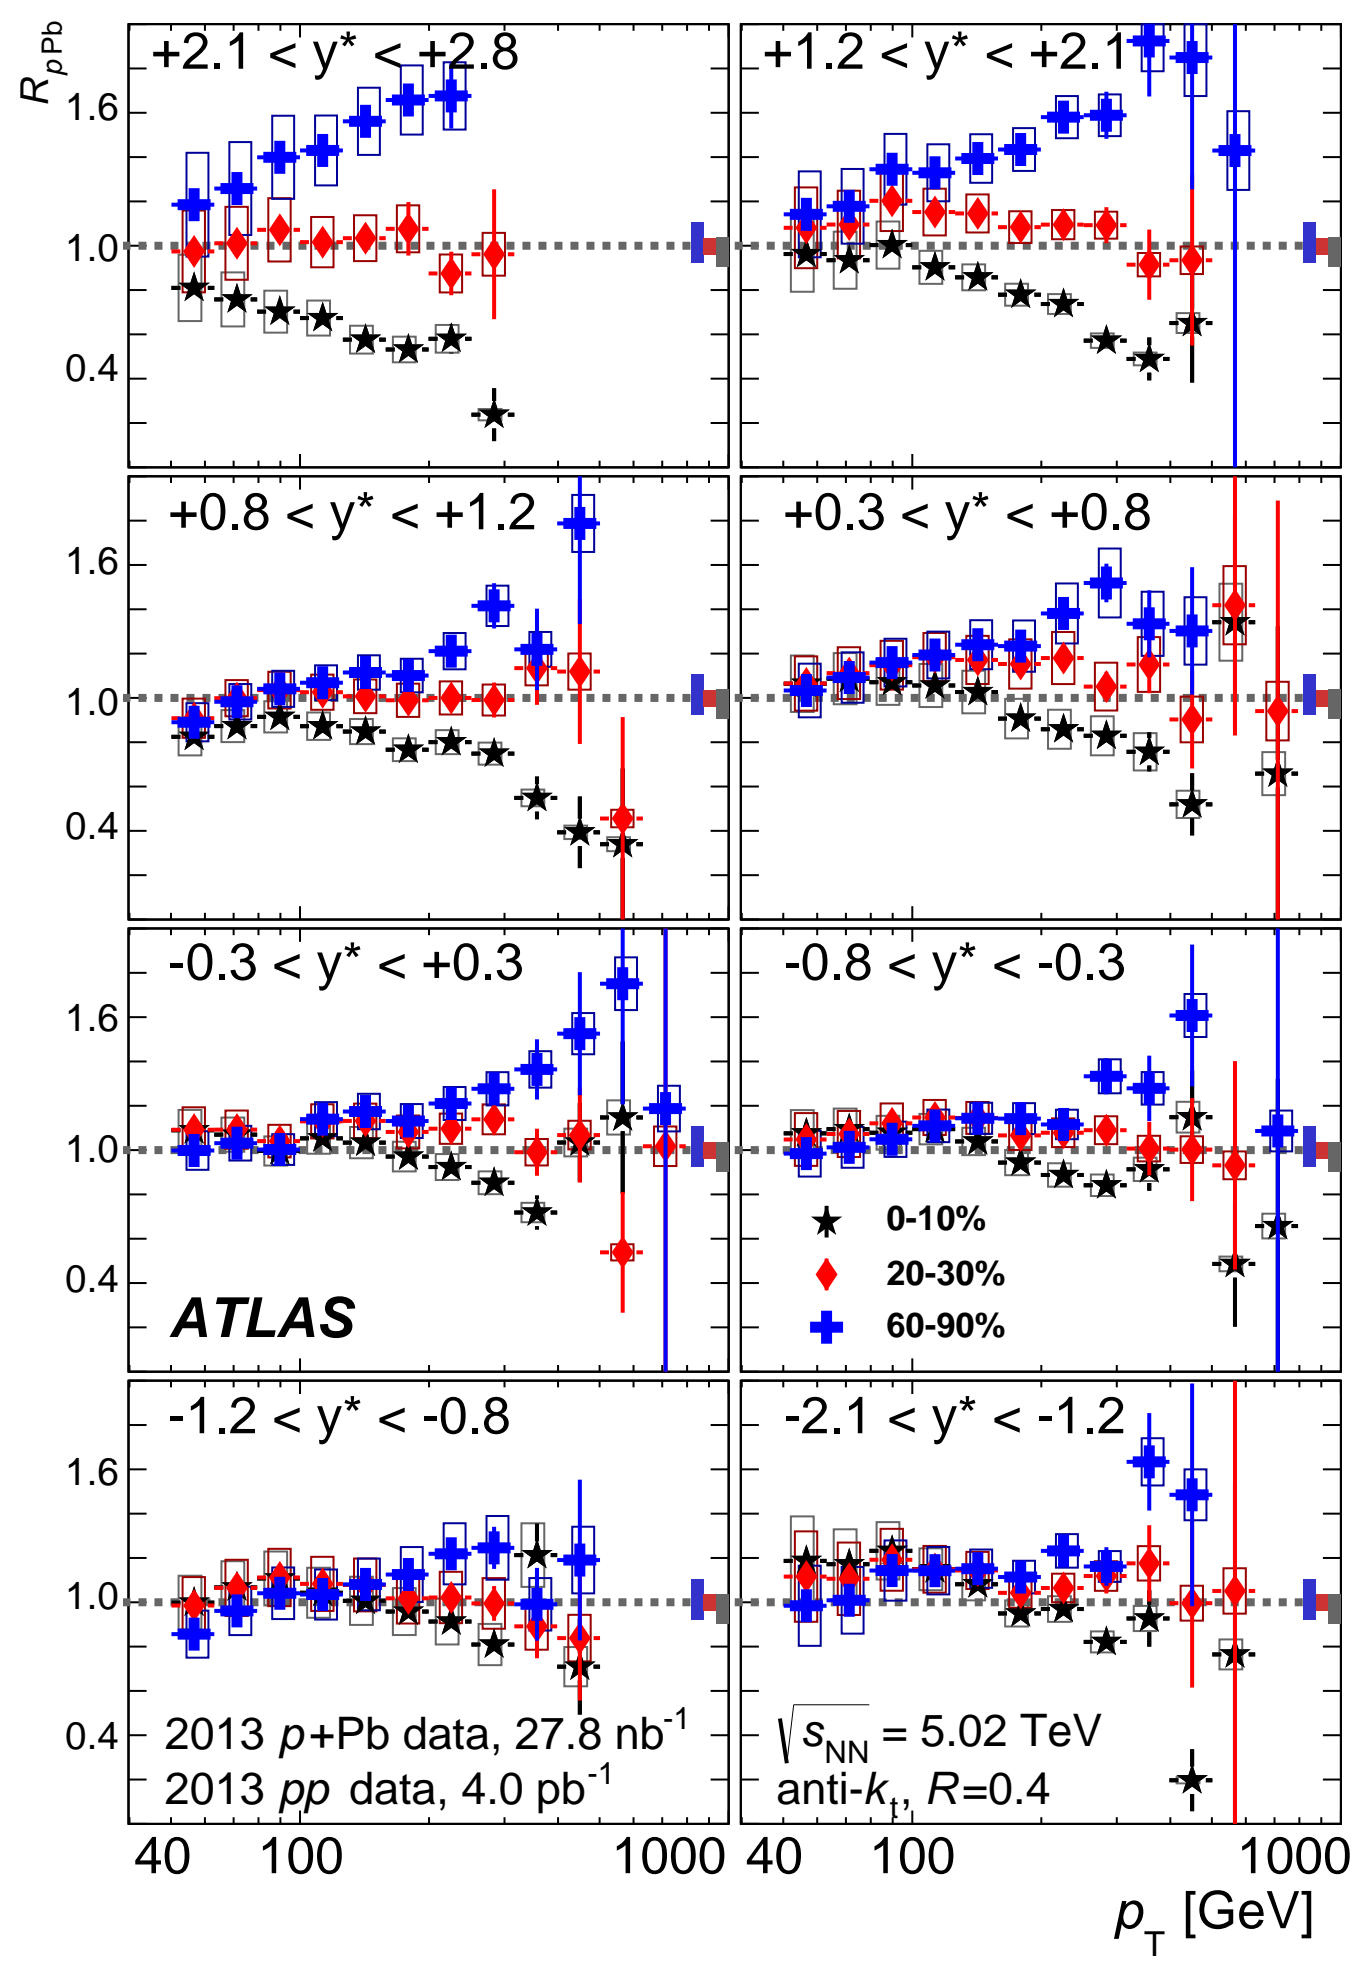 R_pPb
+2.1 < y* < +2.8
+1.2 < y* < +2.1
1.6
1.0
0.4
+0.8 < y* < +1.2
+0.3 < y* < +0.8
1.6
1.0
0.4
-0.3 < y* < +0.3
-0.8 < y* < -0.3
1.6
1.0
0.4
ATLAS
0-10%
20-30%
60-90%
-1.2 < y* < -0.8
-2.1 < y* < -1.2
1.6
1.0
0.4
2013 p+Pb data, 27.8 nb⁻¹
2013 pp data, 4.0 pb⁻¹
√s_NN = 5.02 TeV
anti-k_t, R=0.4
40 100 1000 40 100 1000
p_T [GeV]